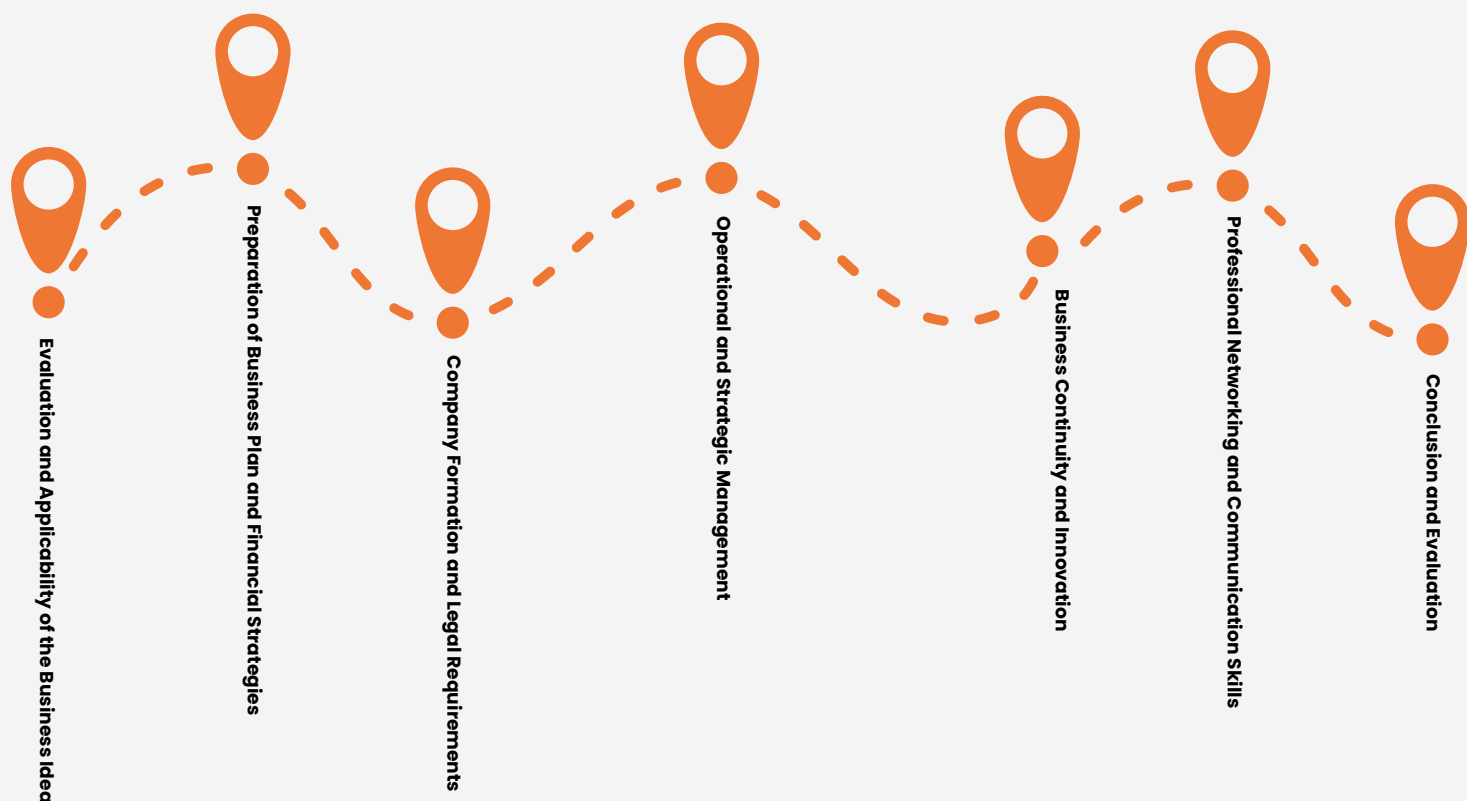 Evaluation and Applicability of the Business Idea
Preparation of Business Plan and Financial Strategies
Company Formation and Legal Requirements
Operational and Strategic Management
Business Continuity and Innovation
Professional Networking and Communication Skills
Conclusion and Evaluation